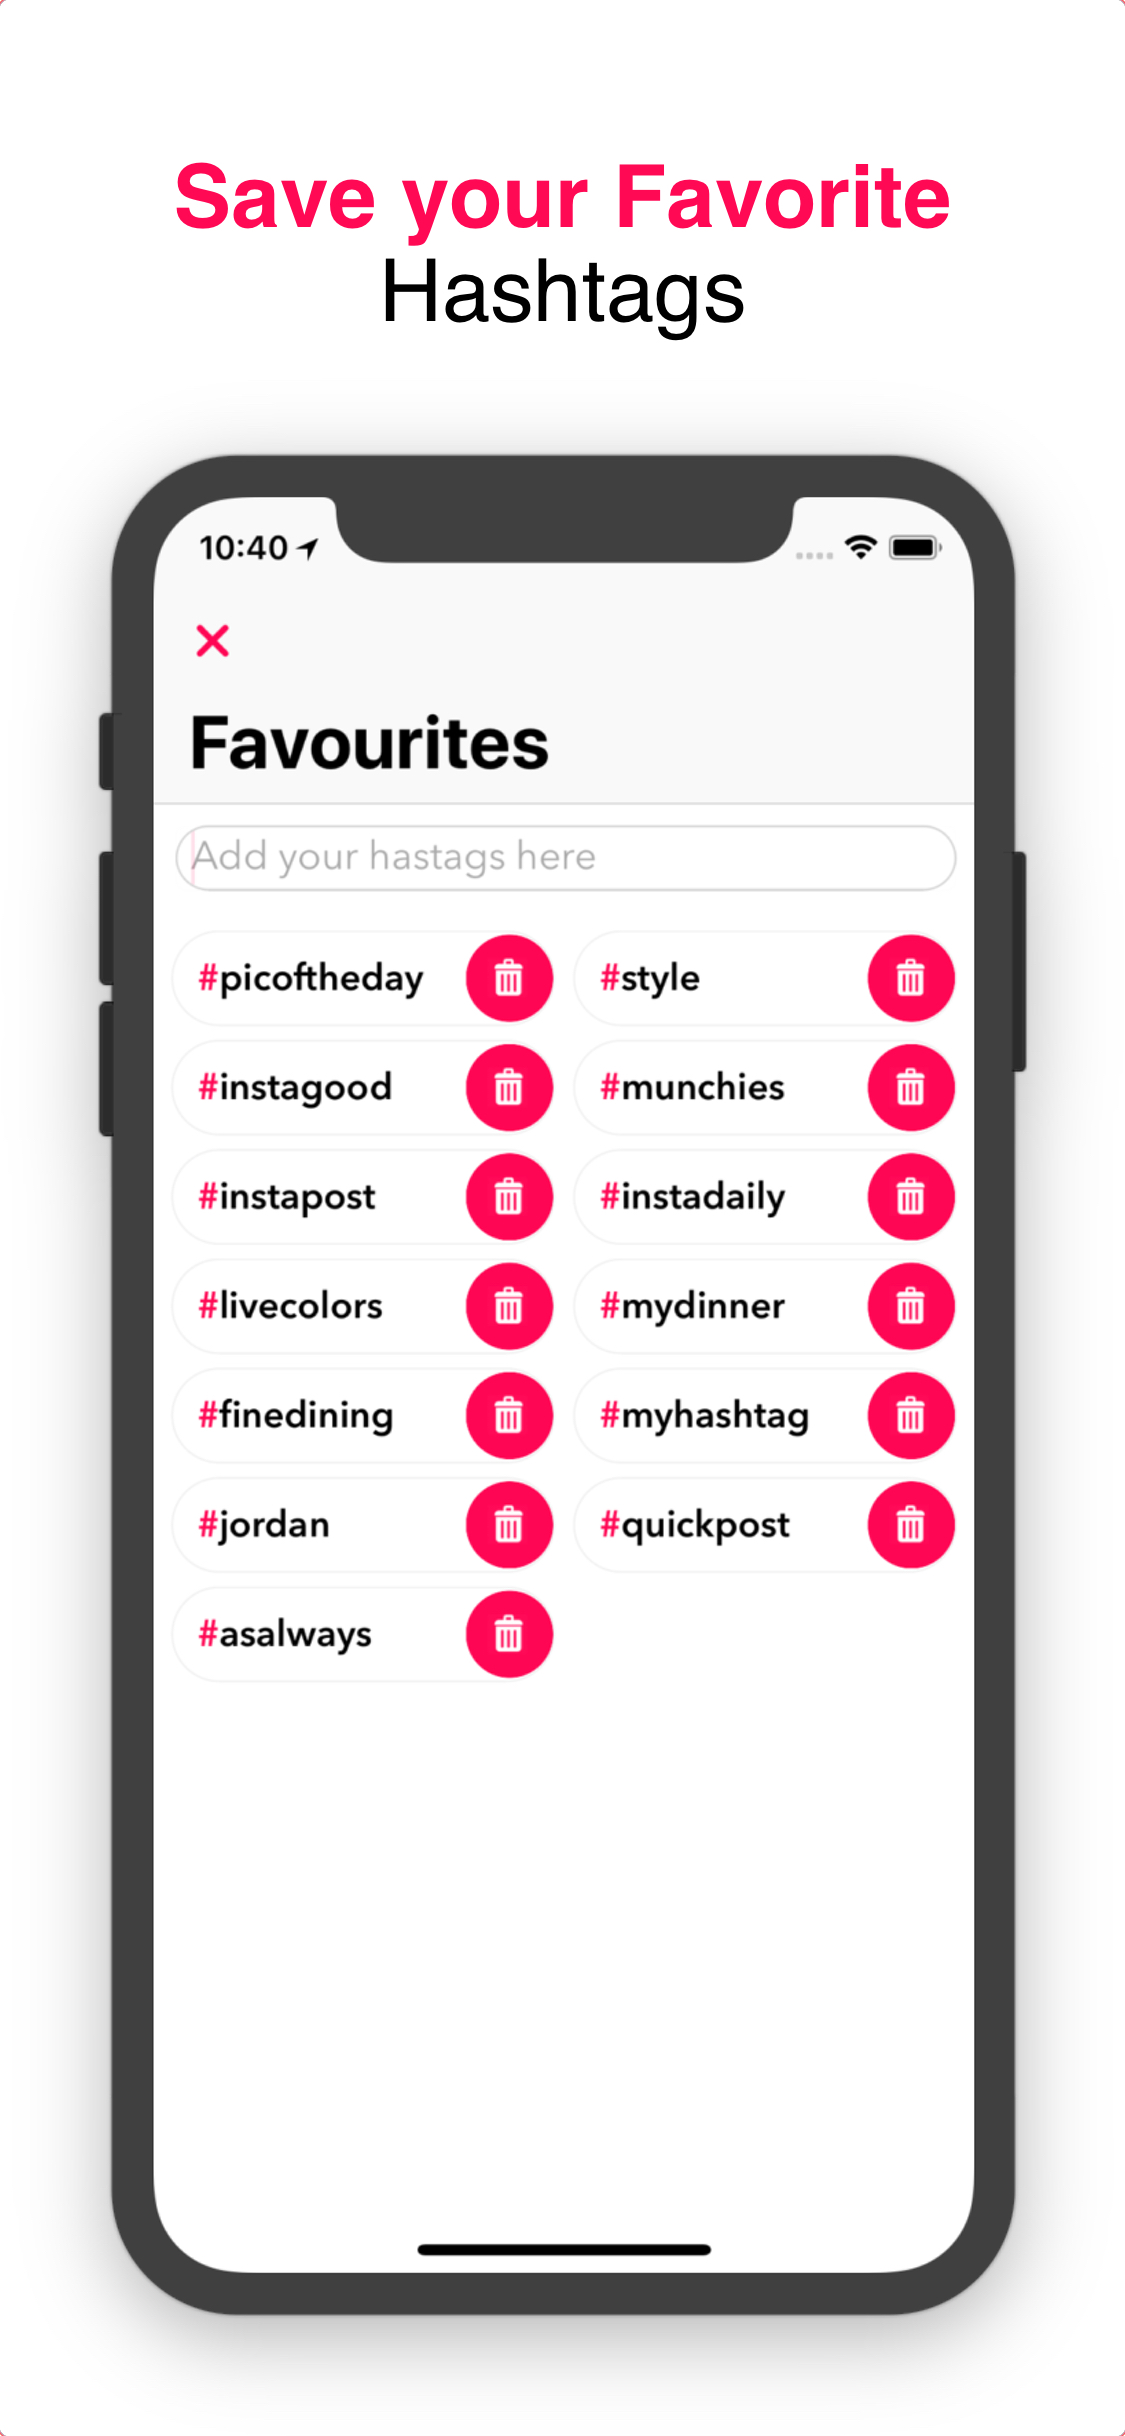 Save your Favorite
Hashtags
10:40
Favourites
Add your hastags here
#picoftheday #style
#instagood #munchies
#instapost #instadaily
#livecolors #mydinner
#finedining #myhashtag
#jordan #quickpost
#asalways